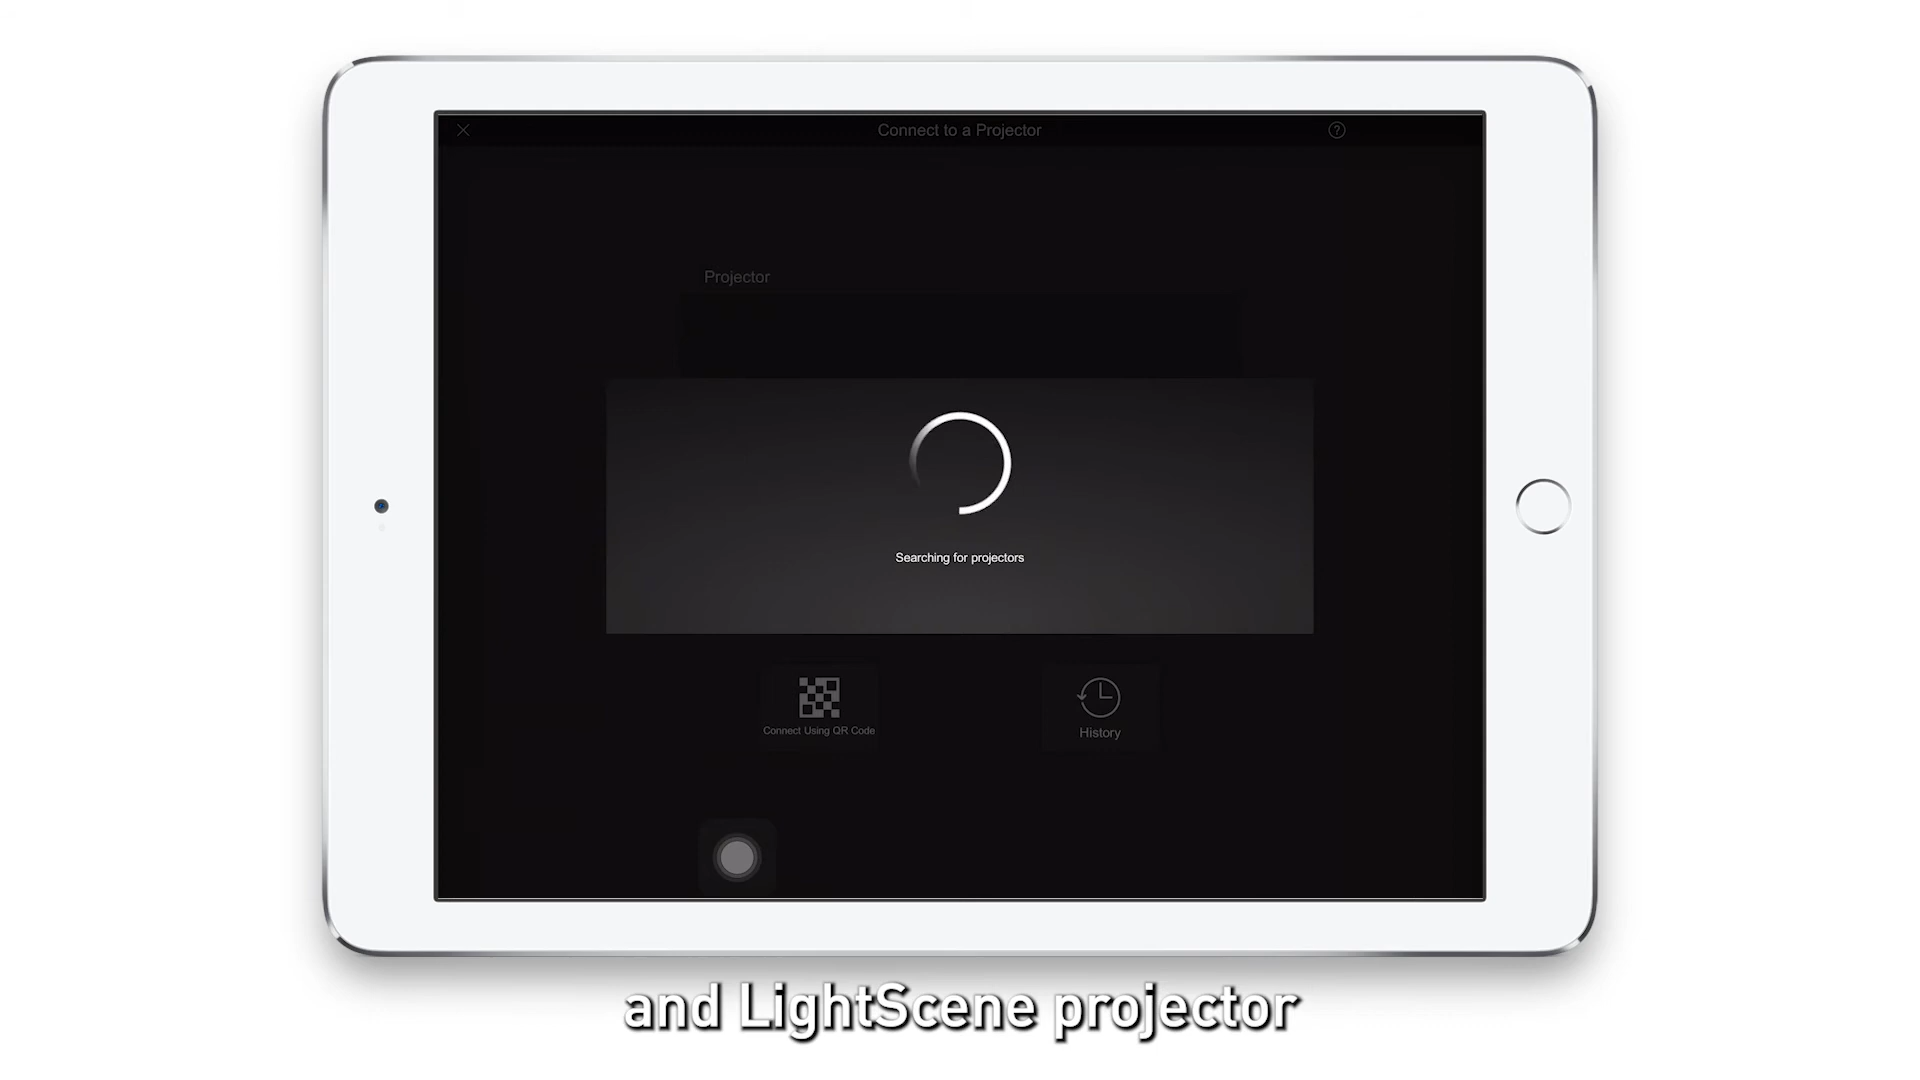 Connect to a Projector
Projector
Searching for projectors
Connect Using QR Code
History
and LightScene projector